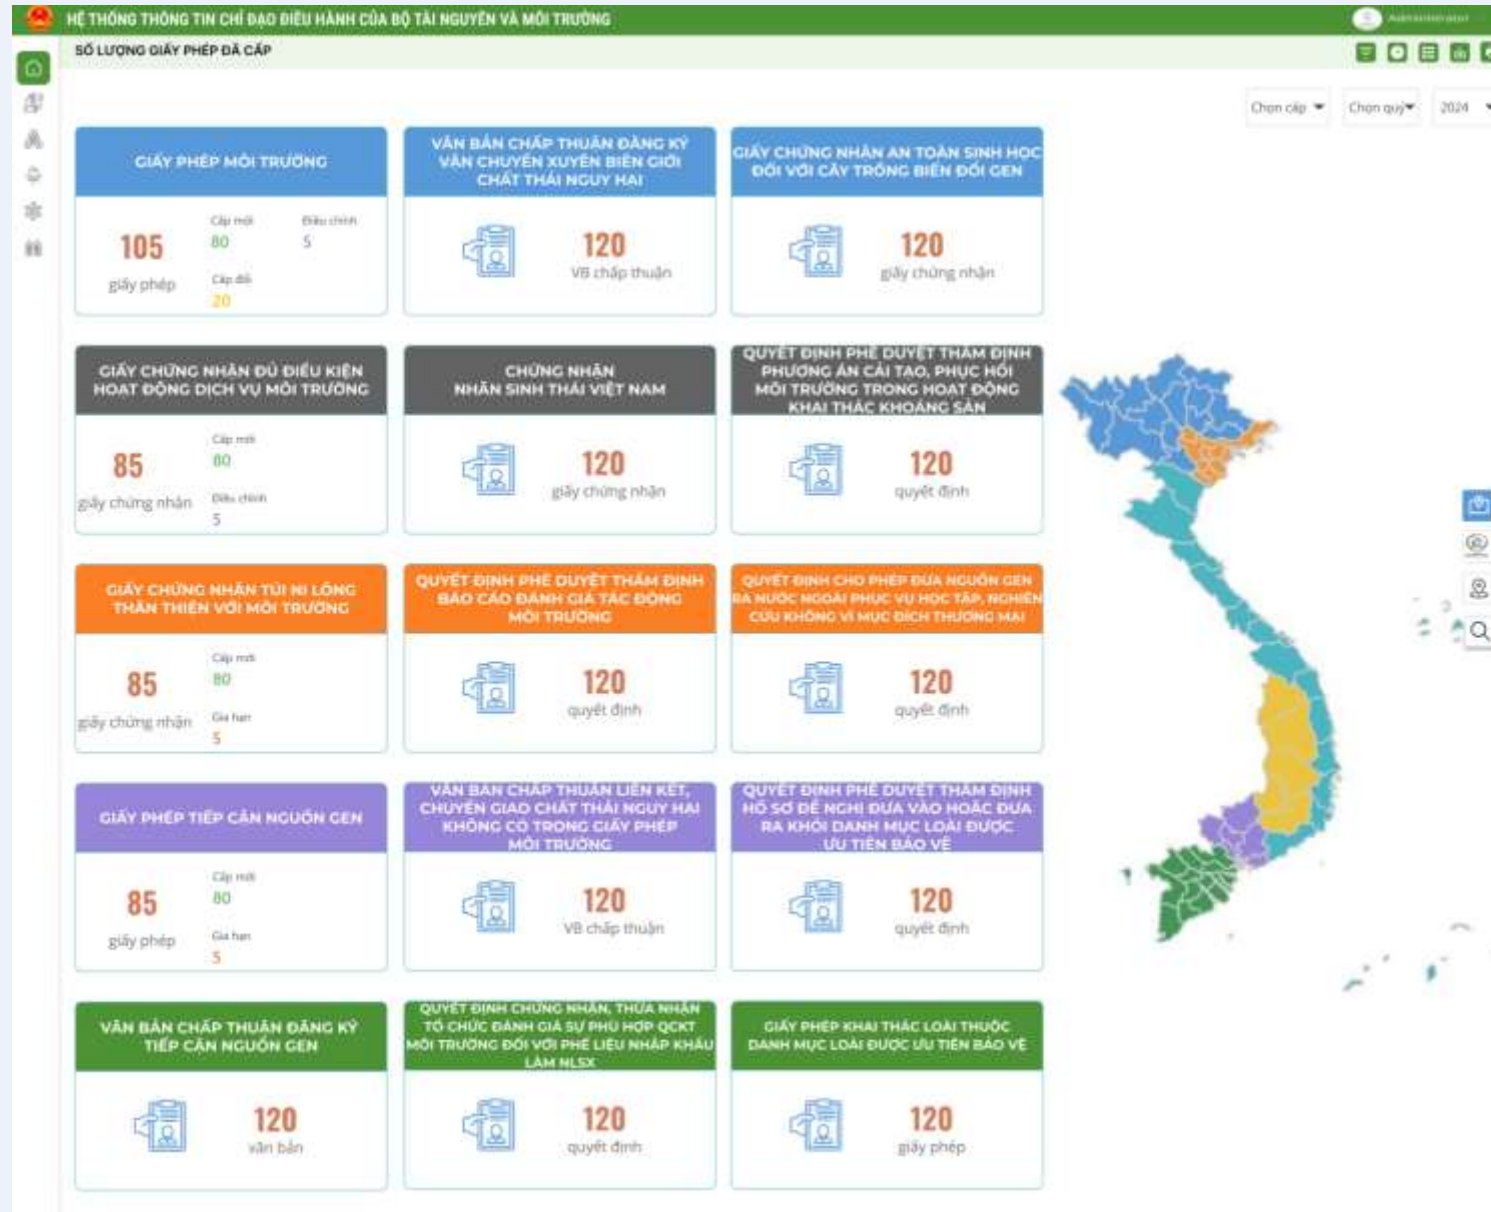 HỆ THỐNG THÔNG TIN CHỈ ĐẠO ĐIỀU HÀNH CỦA BỘ TÀI NGUYÊN VÀ MÔI TRƯỜNG
Administrator
SỐ LƯỢNG GIẤY PHÉP ĐÃ CẤP
Chọn cấp
Chọn quý
2024
GIẤY PHÉP MÔI TRƯỜNG
105
giấy phép
Cấp mới
80
Điều chỉnh
5
Cấp đổi
20
VĂN BẢN CHẤP THUẬN ĐĂNG KÝ
VẬN CHUYỂN XUYÊN BIÊN GIỚI
CHẤT THẢI NGUY HẠI
120
VB chấp thuận
GIẤY CHỨNG NHẬN AN TOÀN SINH HỌC
ĐỐI VỚI CÂY TRỒNG BIẾN ĐỔI GEN
120
giấy chứng nhận
GIẤY CHỨNG NHẬN ĐỦ ĐIỀU KIỆN
HOẠT ĐỘNG DỊCH VỤ MÔI TRƯỜNG
85
giấy chứng nhận
Cấp mới
80
Điều chỉnh
5
CHỨNG NHẬN
NHÃN SINH THÁI VIỆT NAM
120
giấy chứng nhận
QUYẾT ĐỊNH PHÊ DUYỆT THẨM ĐỊNH
PHƯƠNG ÁN CẢI TẠO, PHỤC HỒI
MÔI TRƯỜNG TRONG HOẠT ĐỘNG
KHAI THÁC KHOÁNG SẢN
120
quyết định
GIẤY CHỨNG NHẬN TÚI NI LÔNG
THÂN THIỆN VỚI MÔI TRƯỜNG
85
giấy chứng nhận
Cấp mới
80
Gia hạn
5
QUYẾT ĐỊNH PHÊ DUYỆT THẨM ĐỊNH
BÁO CÁO ĐÁNH GIÁ TÁC ĐỘNG
MÔI TRƯỜNG
120
quyết định
QUYẾT ĐỊNH CHO PHÉP ĐƯA NGUỒN GEN
RA NƯỚC NGOÀI PHỤC VỤ HỌC TẬP, NGHIÊN
CỨU KHÔNG VÌ MỤC ĐÍCH THƯƠNG MẠI
120
quyết định
GIẤY PHÉP TIẾP CẬN NGUỒN GEN
85
giấy phép
Cấp mới
80
Gia hạn
5
VĂN BẢN CHẤP THUẬN LIÊN KẾT,
CHUYỂN GIAO CHẤT THẢI NGUY HẠI
KHÔNG CÓ TRONG GIẤY PHÉP
MÔI TRƯỜNG
120
VB chấp thuận
QUYẾT ĐỊNH PHÊ DUYỆT THẨM ĐỊNH
HỒ SƠ ĐỀ NGHỊ ĐƯA VÀO HOẶC ĐƯA
RA KHỎI DANH MỤC LOÀI ĐƯỢC
ƯU TIÊN BẢO VỆ
120
quyết định
VĂN BẢN CHẤP THUẬN ĐĂNG KÝ
TIẾP CẬN NGUỒN GEN
120
văn bản
QUYẾT ĐỊNH CHỨNG NHẬN, THỪA NHẬN
TỔ CHỨC ĐÁNH GIÁ SỰ PHÙ HỢP QCKT
MÔI TRƯỜNG ĐỐI VỚI PHẾ LIỆU NHẬP KHẨU
LÀM NLSX
120
quyết định
GIẤY PHÉP KHAI THÁC LOÀI THUỘC
DANH MỤC LOÀI ĐƯỢC ƯU TIÊN BẢO VỆ
120
giấy phép